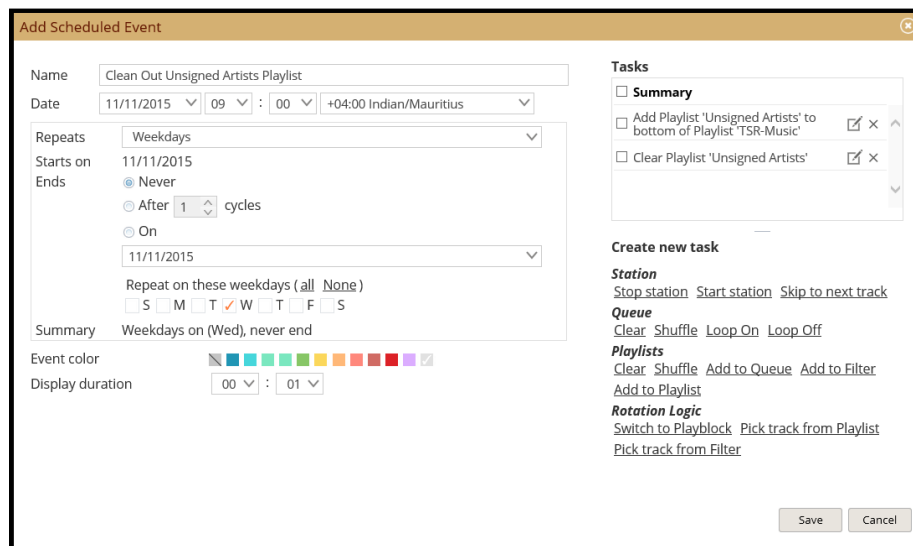 Add Scheduled Event
Name Clean Out Unsigned Artists Playlist
Date 11/11/2015 09 : 00 +04:00 Indian/Mauritius
Repeats Weekdays
Starts on 11/11/2015
Ends Never
After 1 cycles
On
11/11/2015
Repeat on these weekdays ( all None )
S M T W T F S
Summary Weekdays on (Wed), never end
Event color
Display duration 00 : 01
Tasks
Summary
Add Playlist 'Unsigned Artists' to
bottom of Playlist 'TSR-Music'
Clear Playlist 'Unsigned Artists'
Create new task
Station
Stop station Start station Skip to next track
Queue
Clear Shuffle Loop On Loop Off
Playlists
Clear Shuffle Add to Queue Add to Filter
Add to Playlist
Rotation Logic
Switch to Playblock Pick track from Playlist
Pick track from Filter
Save Cancel